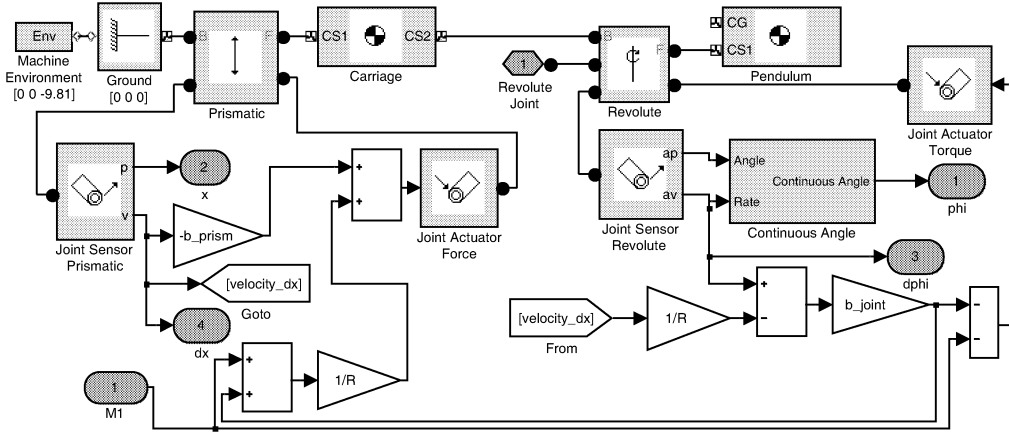 Env
Machine
Environment
[0 0 -9.81]
Ground
[0 0 0]
B
F
Prismatic
CS1
CS2
Carriage
1
Revolute
Joint
B
F
Revolute
CG
CS1
Pendulum
Joint Actuator
Torque
p
v
Joint Sensor
Prismatic
2
x
-b_prism
[velocity_dx]
Goto
4
dx
+
+
Joint Actuator
Force
ap
av
Joint Sensor
Revolute
Angle
Rate
Continuous Angle
Continuous Angle
1
phi
3
dphi
[velocity_dx]
From
1/R
+
−
b_joint
−
−
+
+
1/R
1
M1